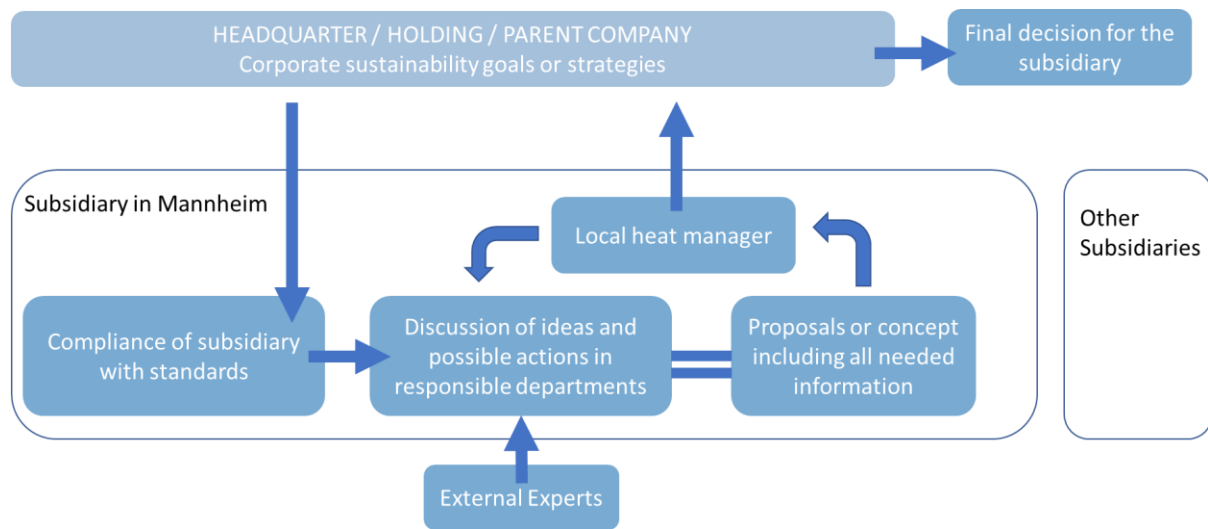 HEADQUARTER / HOLDING / PARENT COMPANY
Corporate sustainability goals or strategies
Final decision for the
subsidiary
Subsidiary in Mannheim
Local heat manager
Other
Subsidiaries
Compliance of subsidiary
with standards
Discussion of ideas and
possible actions in
responsible departments
Proposals or concept
including all needed
information
External Experts